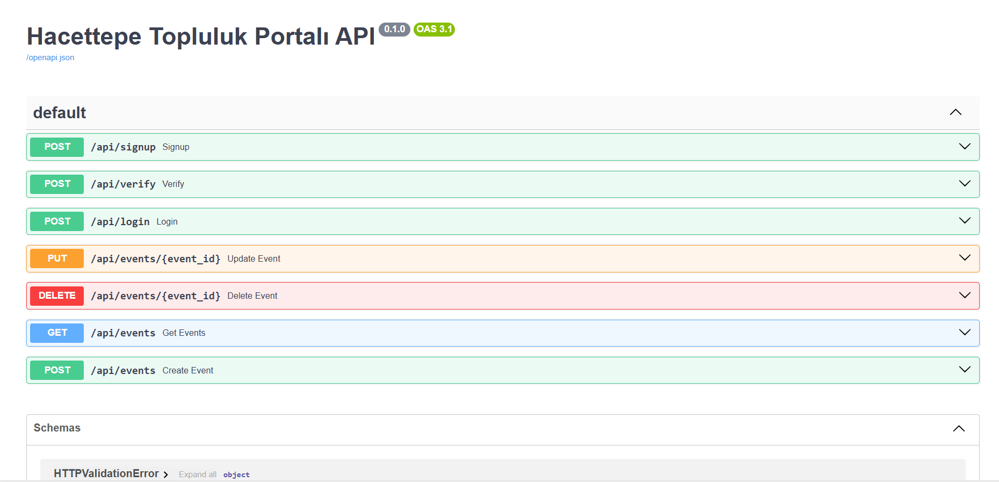 Hacettepe Topluluk Portalı API 0.1.0 OAS 3.1
/openapi.json
default
POST /api/signup Signup
POST /api/verify Verify
POST /api/login Login
PUT /api/events/{event_id} Update Event
DELETE /api/events/{event_id} Delete Event
GET /api/events Get Events
POST /api/events Create Event
Schemas
HTTPValidationError Expand all object